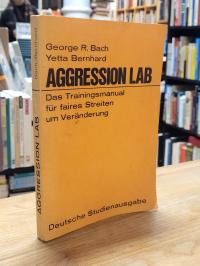 George R. Bach
Yetta Bernhard
AGGRESSION LAB
Das Trainingsmanual
für faires Streiten
um Veränderung
Deutsche Studienausgabe
AGGRESSION LAB